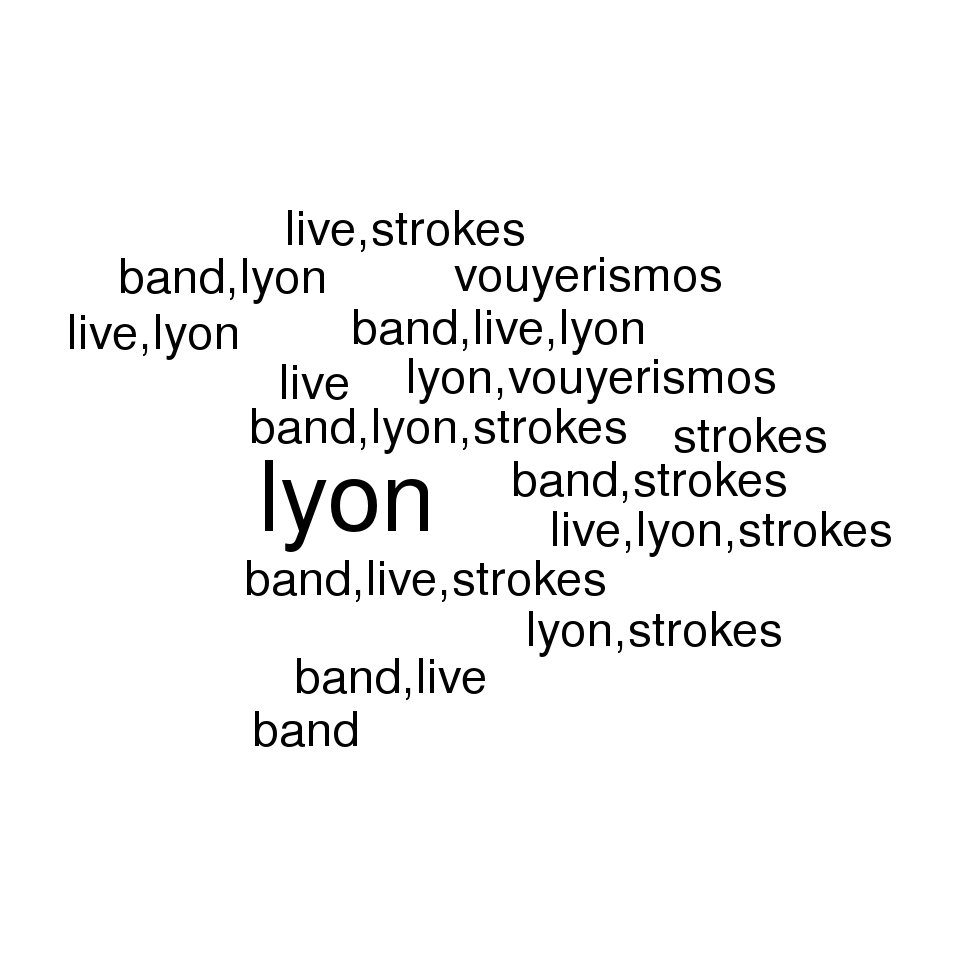 live,strokes
band,lyon
vouyerismos
live,lyon
band,live,lyon
live
lyon,vouyerismos
band,lyon,strokes
strokes
lyon
band,strokes
live,lyon,strokes
band,live,strokes
lyon,strokes
band,live
band